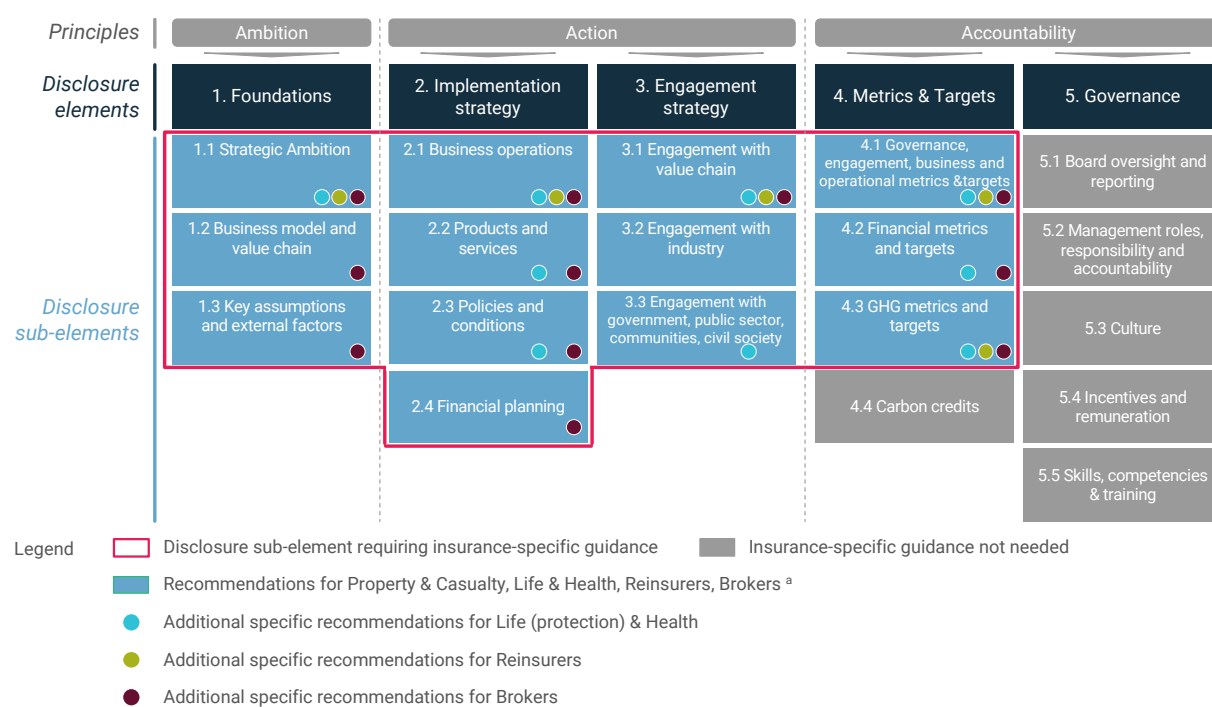 Principles
Ambition
Action
Accountability
Disclosure
elements
1. Foundations
2. Implementation
strategy
3. Engagement
strategy
4. Metrics & Targets
5. Governance
Disclosure
sub-elements
1.1 Strategic Ambition
2.1 Business operations
3.1 Engagement with
value chain
4.1 Governance,
engagement, business and
operational metrics &targets
5.1 Board oversight and
reporting
1.2 Business model and
value chain
2.2 Products and
services
3.2 Engagement with
industry
4.2 Financial metrics
and targets
5.2 Management roles,
responsibility and
accountability
1.3 Key assumptions
and external factors
2.3 Policies and
conditions
3.3 Engagement with
government, public sector,
communities, civil society
4.3 GHG metrics and
targets
5.3 Culture
2.4 Financial planning
4.4 Carbon credits
5.4 Incentives and
remuneration
5.5 Skills, competencies
& training
Legend
Disclosure sub-element requiring insurance-specific guidance
Insurance-specific guidance not needed
Recommendations for Property & Casualty, Life & Health, Reinsurers, Brokers ª
Additional specific recommendations for Life (protection) & Health
Additional specific recommendations for Reinsurers
Additional specific recommendations for Brokers